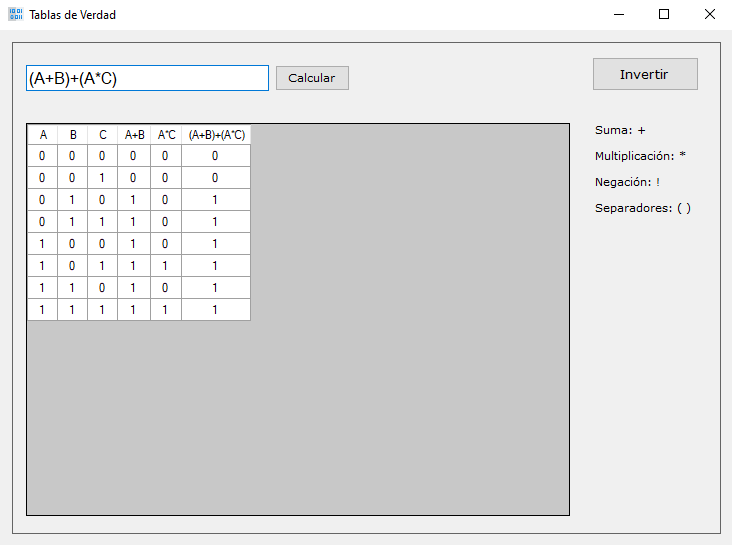 Tablas de Verdad
(A+B)+(A*C)
Calcular
Invertir
A B C A+B A*C (A+B)+(A*C)
0 0 0 0 0 0
0 0 1 0 0 0
0 1 0 1 0 1
0 1 1 1 0 1
1 0 0 1 0 1
1 0 1 1 1 1
1 1 0 1 0 1
1 1 1 1 1 1
Suma: +
Multiplicación: *
Negación: !
Separadores: ( )